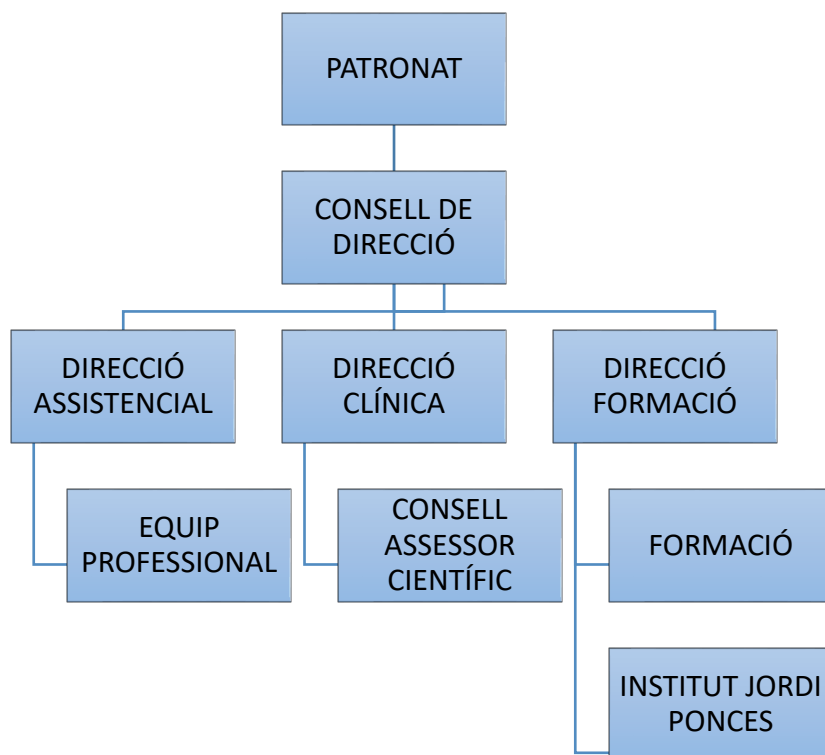 PATRONAT
CONSELL DE
DIRECCIÓ
DIRECCIÓ
ASSISTENCIAL
DIRECCIÓ
CLÍNICA
DIRECCIÓ
FORMACIÓ
EQUIP
PROFESSIONAL
CONSELL
ASSESSOR
CIENTÍFIC
FORMACIÓ
INSTITUT JORDI
PONCES